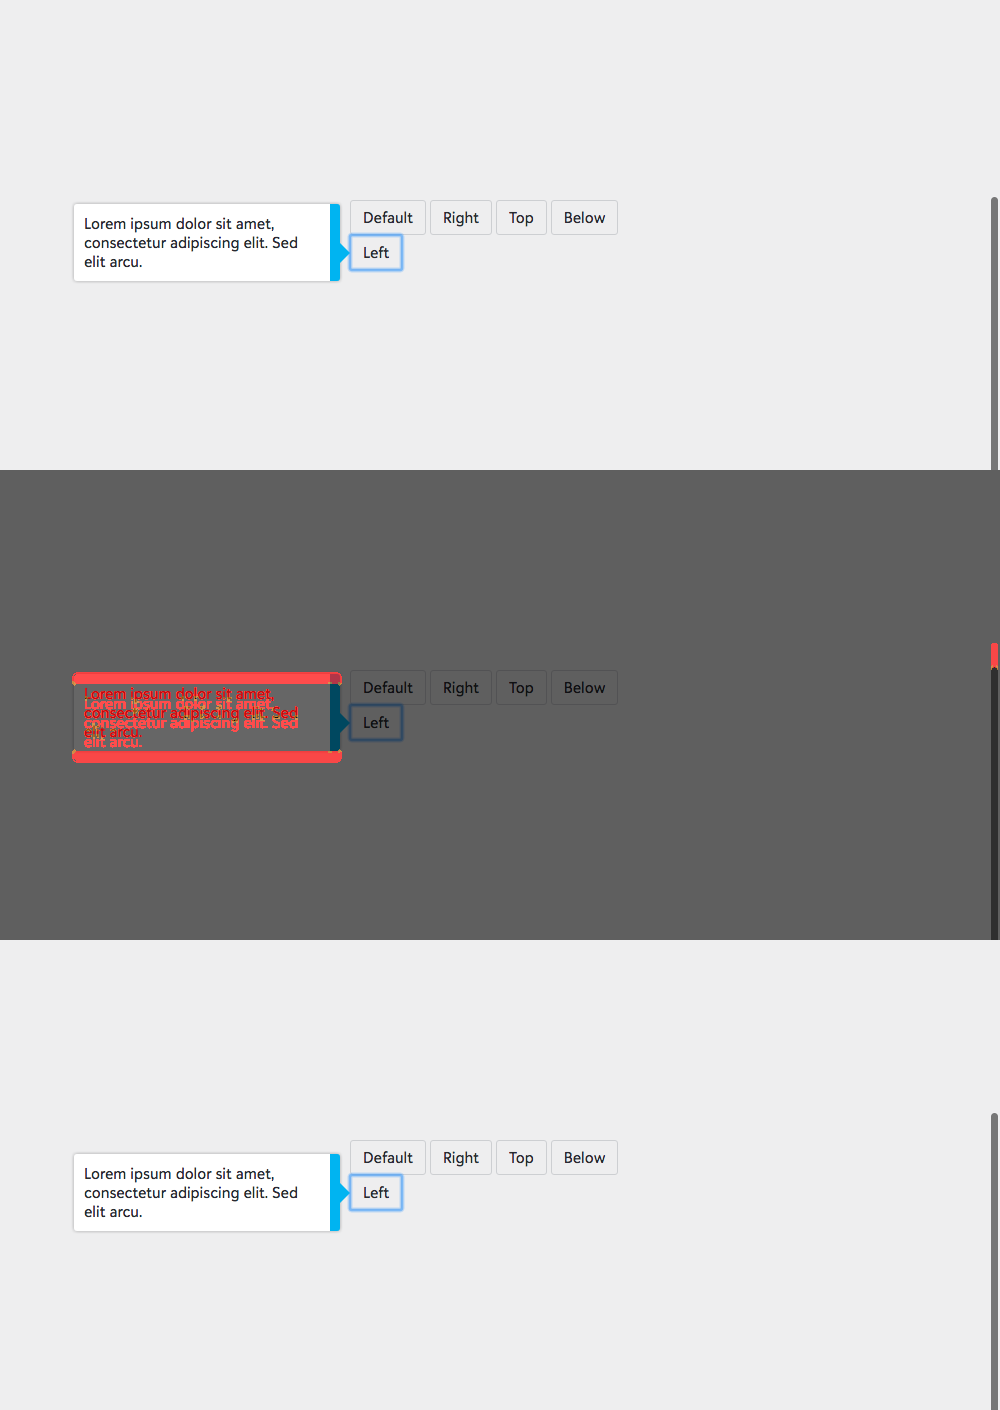 Lorem ipsum dolor sit amet,
consectetur adipiscing elit. Sed
elit arcu.
Default Right Top Below
Left
Lorem ipsum dolor sit amet,
consectetur adipiscing elit. Sed
elit arcu.
Lorem ipsum dolor sit amet,
consectetur adipiscing elit. Sed
elit arcu.
Default Right Top Below
Left
Lorem ipsum dolor sit amet,
consectetur adipiscing elit. Sed
elit arcu.
Default Right Top Below
Left